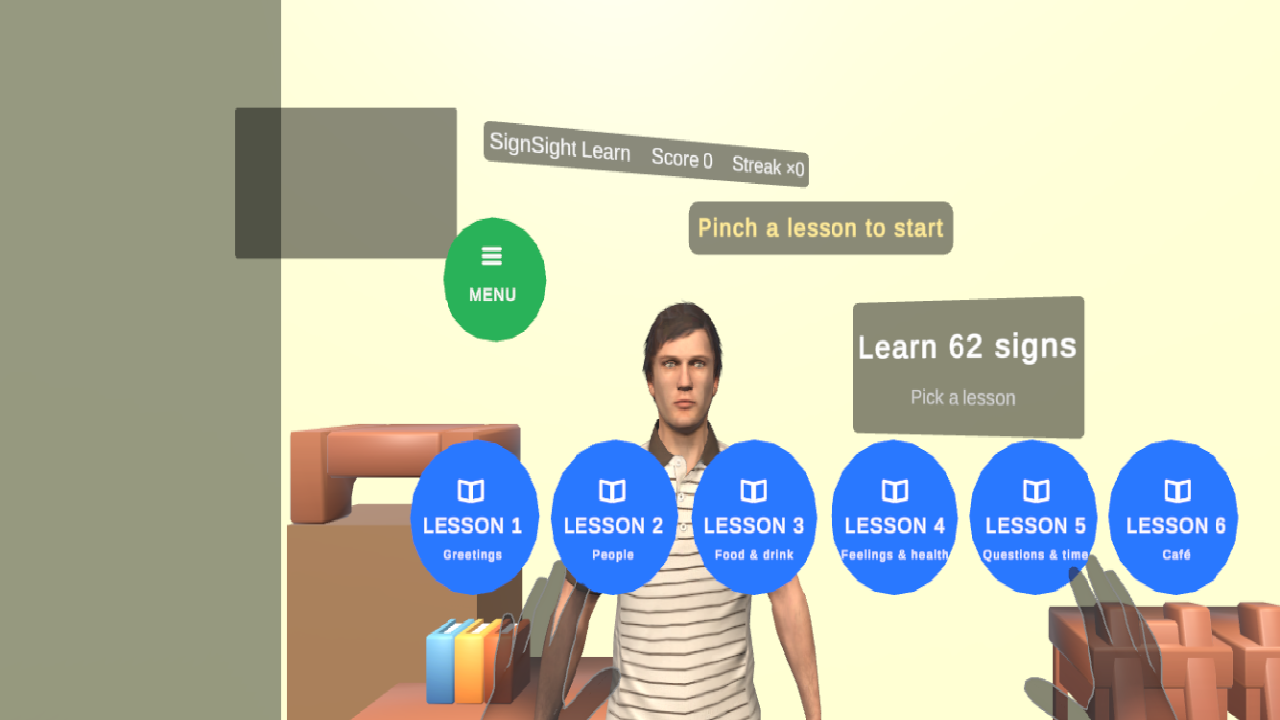 SignSight Learn Score 0 Streak ×0
Pinch a lesson to start
MENU
Learn 62 signs
Pick a lesson
LESSON 1
Greetings
LESSON 2
People
LESSON 3
Food & drink
LESSON 4
Feelings & health
LESSON 5
Questions & time
LESSON 6
Café